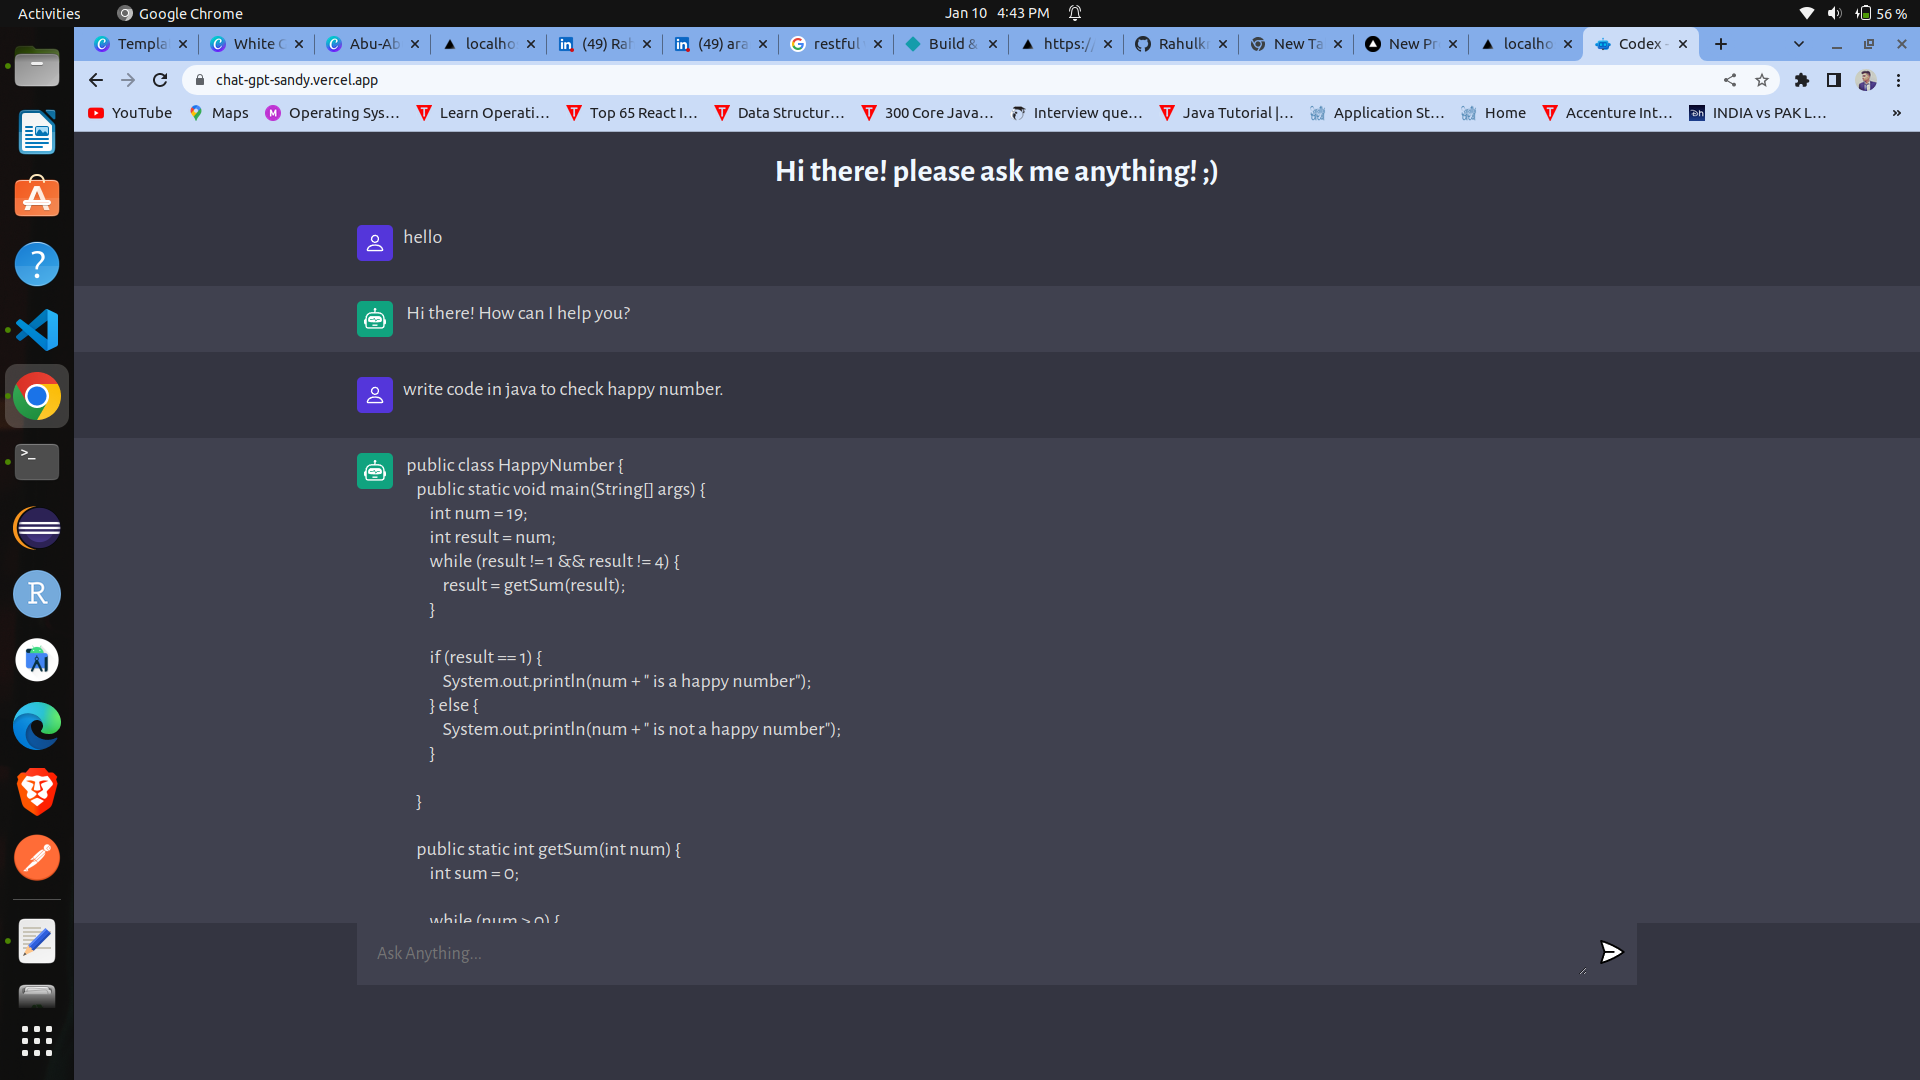 Activities Google Chrome Jan 10 4:43 PM 56 %
Templa White C Abu-Ab localho (49) Rah (49) ara restful Build & https:/ Rahulk New Ta New Pr localho Codex -
chat-gpt-sandy.vercel.app
YouTube Maps Operating Sys... Learn Operati... Top 65 React I... Data Structur... 300 Core Java... Interview que... Java Tutorial |... Application St... Home Accenture Int... INDIA vs PAK L... »
Hi there! please ask me anything! ;)
hello
Hi there! How can I help you?
write code in java to check happy number.
public class HappyNumber {
public static void main(String[] args) {
int num = 19;
int result = num;
while (result != 1 && result != 4) {
result = getSum(result);
}
if (result == 1) {
System.out.println(num + " is a happy number");
} else {
System.out.println(num + " is not a happy number");
}
}
public static int getSum(int num) {
int sum = 0;
while (num > 0) {
Ask Anything...